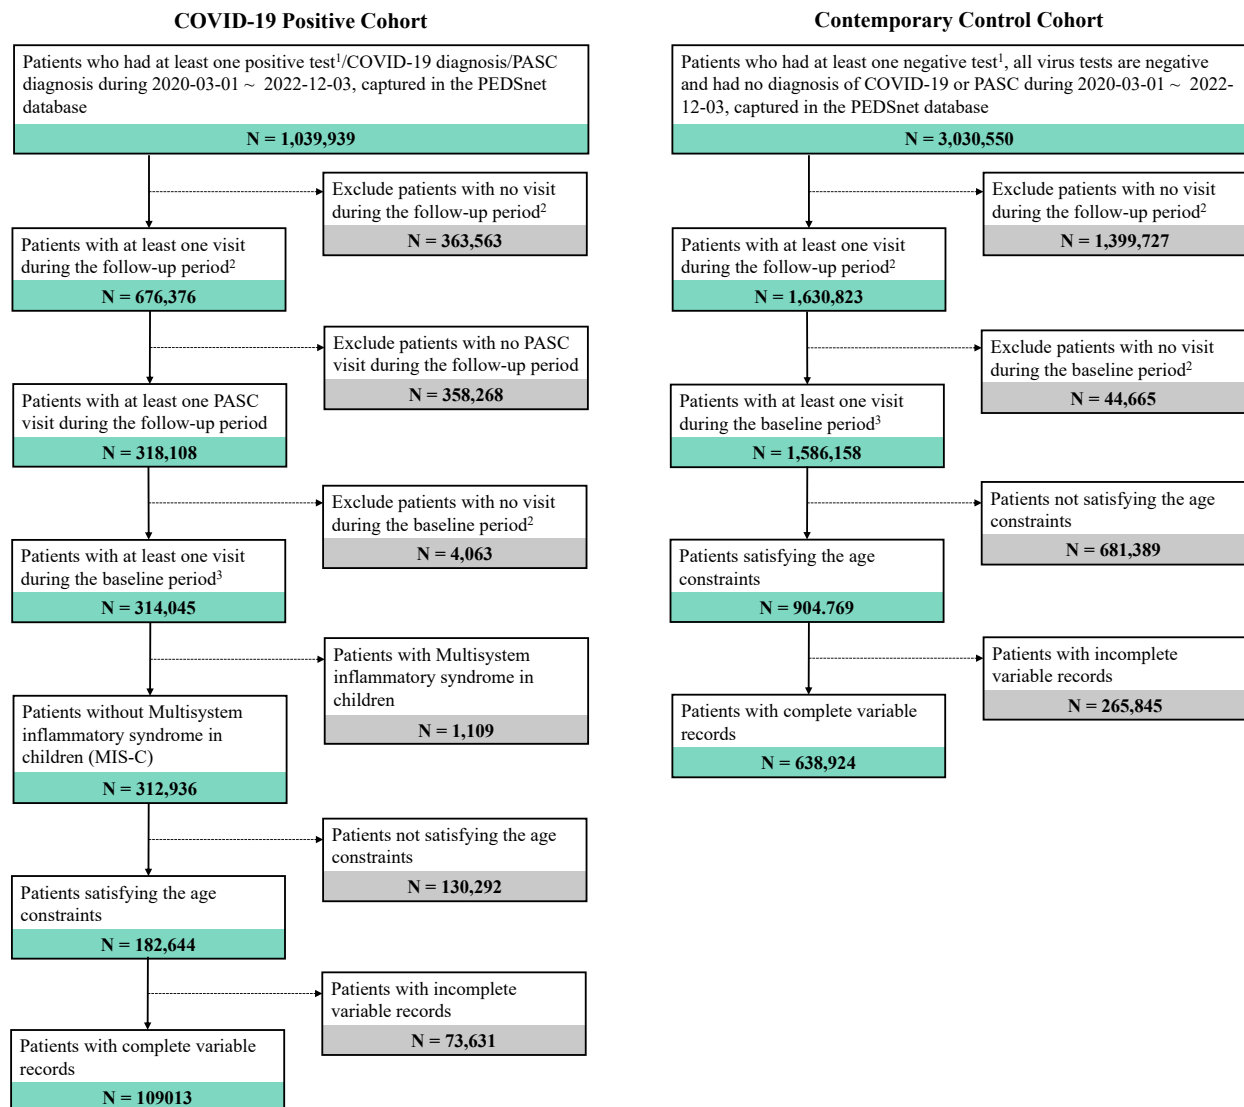 COVID-19 Positive Cohort
Patients who had at least one positive test¹/COVID-19 diagnosis/PASC
diagnosis during 2020-03-01 ~ 2022-12-03, captured in the PEDSnet
database
N = 1,039,939
Exclude patients with no visit
during the follow-up period²
N = 363,563
Patients with at least one visit
during the follow-up period²
N = 676,376
Exclude patients with no PASC
visit during the follow-up period
N = 358,268
Patients with at least one PASC
visit during the follow-up period
N = 318,108
Exclude patients with no visit
during the baseline period²
N = 4,063
Patients with at least one visit
during the baseline period³
N = 314,045
Patients with Multisystem
inflammatory syndrome in
children
N = 1,109
Patients without Multisystem
inflammatory syndrome in
children (MIS-C)
N = 312,936
Patients not satisfying the age
constraints
N = 130,292
Patients satisfying the age
constraints
N = 182,644
Patients with incomplete
variable records
N = 73,631
Patients with complete variable
records
N = 109013
Contemporary Control Cohort
Patients who had at least one negative test¹, all virus tests are negative
and had no diagnosis of COVID-19 or PASC during 2020-03-01 ~ 2022-
12-03, captured in the PEDSnet database
N = 3,030,550
Exclude patients with no visit
during the follow-up period²
N = 1,399,727
Patients with at least one visit
during the follow-up period²
N = 1,630,823
Exclude patients with no visit
during the baseline period²
N = 44,665
Patients with at least one visit
during the baseline period³
N = 1,586,158
Patients not satisfying the age
constraints
N = 681,389
Patients satisfying the age
constraints
N = 904.769
Patients with incomplete
variable records
N = 265,845
Patients with complete variable
records
N = 638,924